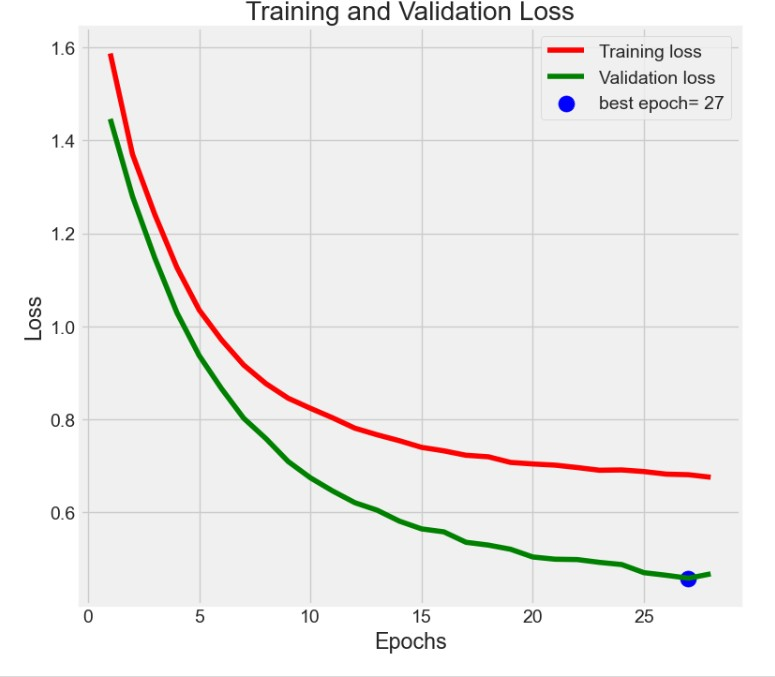 Training and Validation Loss
Training loss
Validation loss
best epoch= 27
1.6
1.4
1.2
1.0
0.8
0.6
Loss
0 5 10 15 20 25
Epochs